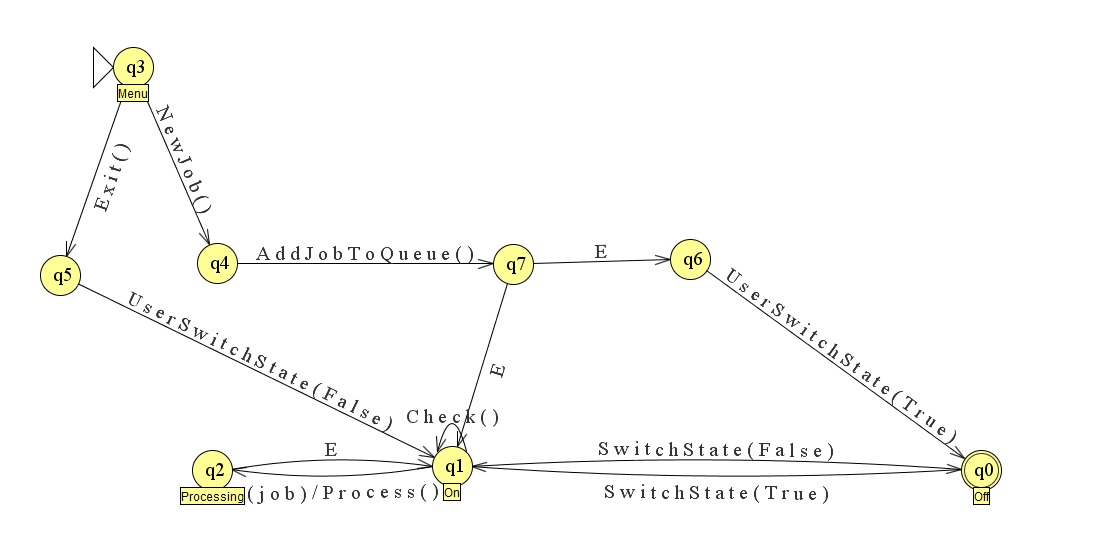 q3
Menu
NewJob()
Exit()
AddJobToQueue()
E
q4
q7
q6
q5
UserSwitchState(True)
UserSwitchState(False)
E
Check()
E
SwitchState(False)
q2
q1
q0
Processing
(job)/Process()
On
SwitchState(True)
Off